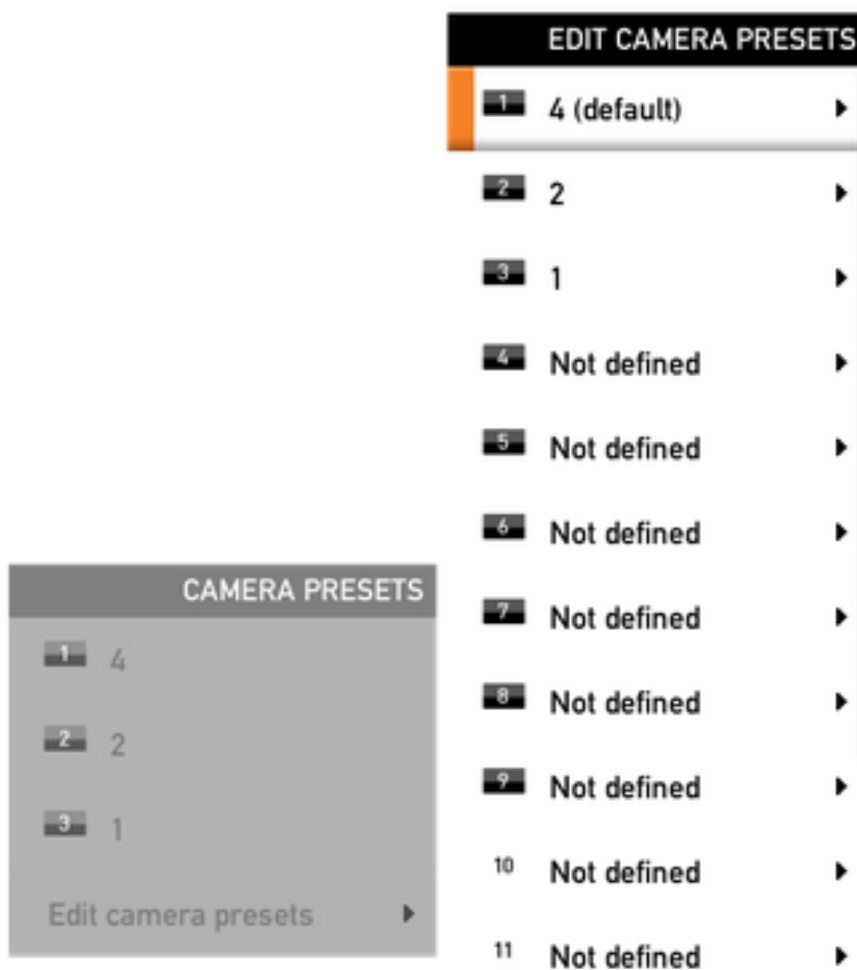 EDIT CAMERA PRESETS
1 4 (default)
2 2
3 1
4 Not defined
5 Not defined
6 Not defined
7 Not defined
8 Not defined
9 Not defined
10 Not defined
11 Not defined
CAMERA PRESETS
1 4
2 2
3 1
Edit camera presets